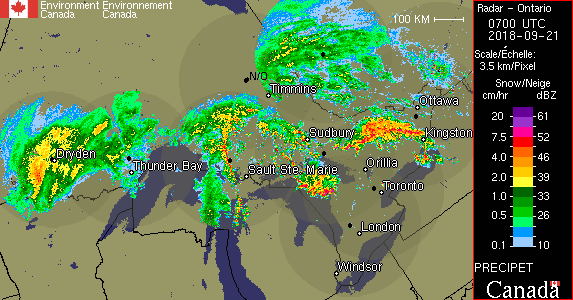 Environment Environnement
Canada Canada
100 KM
N/O
Timmins
Ottawa
Sudbury
Kingston
Dryden
Thunder Bay
Sault Ste. Marie
Orillia
Toronto
London
Windsor
Radar - Ontario
0700 UTC
2018-09-21
Scale/Échelle:
3.5 km/Pixel
Snow/Neige
cm/hr dBZ
20 61
7.5 52
4.0 46
2.0 39
1.0 33
0.5 26
0.1 10
PRECIPET
Canada